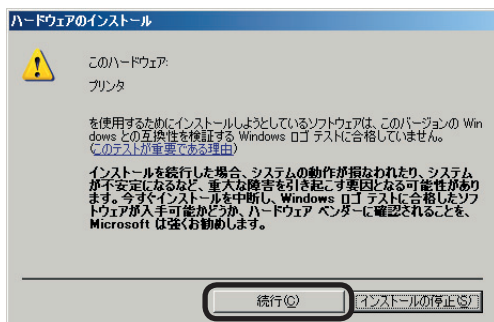 ハードウェアのインストール
このハードウェア:
プリンタ
を使用するためにインストールしようとしているソフトウェアは、このバージョンの Win
dows との互換性を検証する Windows ロゴ テストに合格していません。
(このテストが重要である理由)
インストールを続行した場合、システムの動作が損なわれたり、システム
が不安定になるなど、重大な障害を引き起こす要因となる可能性があり
ます。今すぐインストールを中断し、Windows ロゴ テストに合格したソフ
トウェアが入手可能かどうか、ハードウェア ベンダーに確認されることを、
Microsoft は強くお勧めします。
続行(C)
インストールの停止(S)